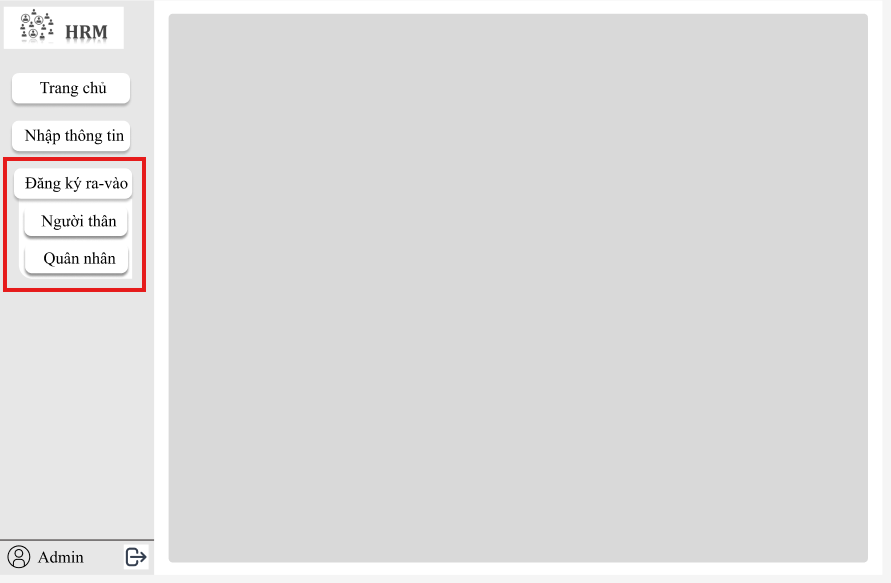 HRM
Trang chủ
Nhập thông tin
Đăng ký ra-vào
Người thân
Quân nhân
Admin